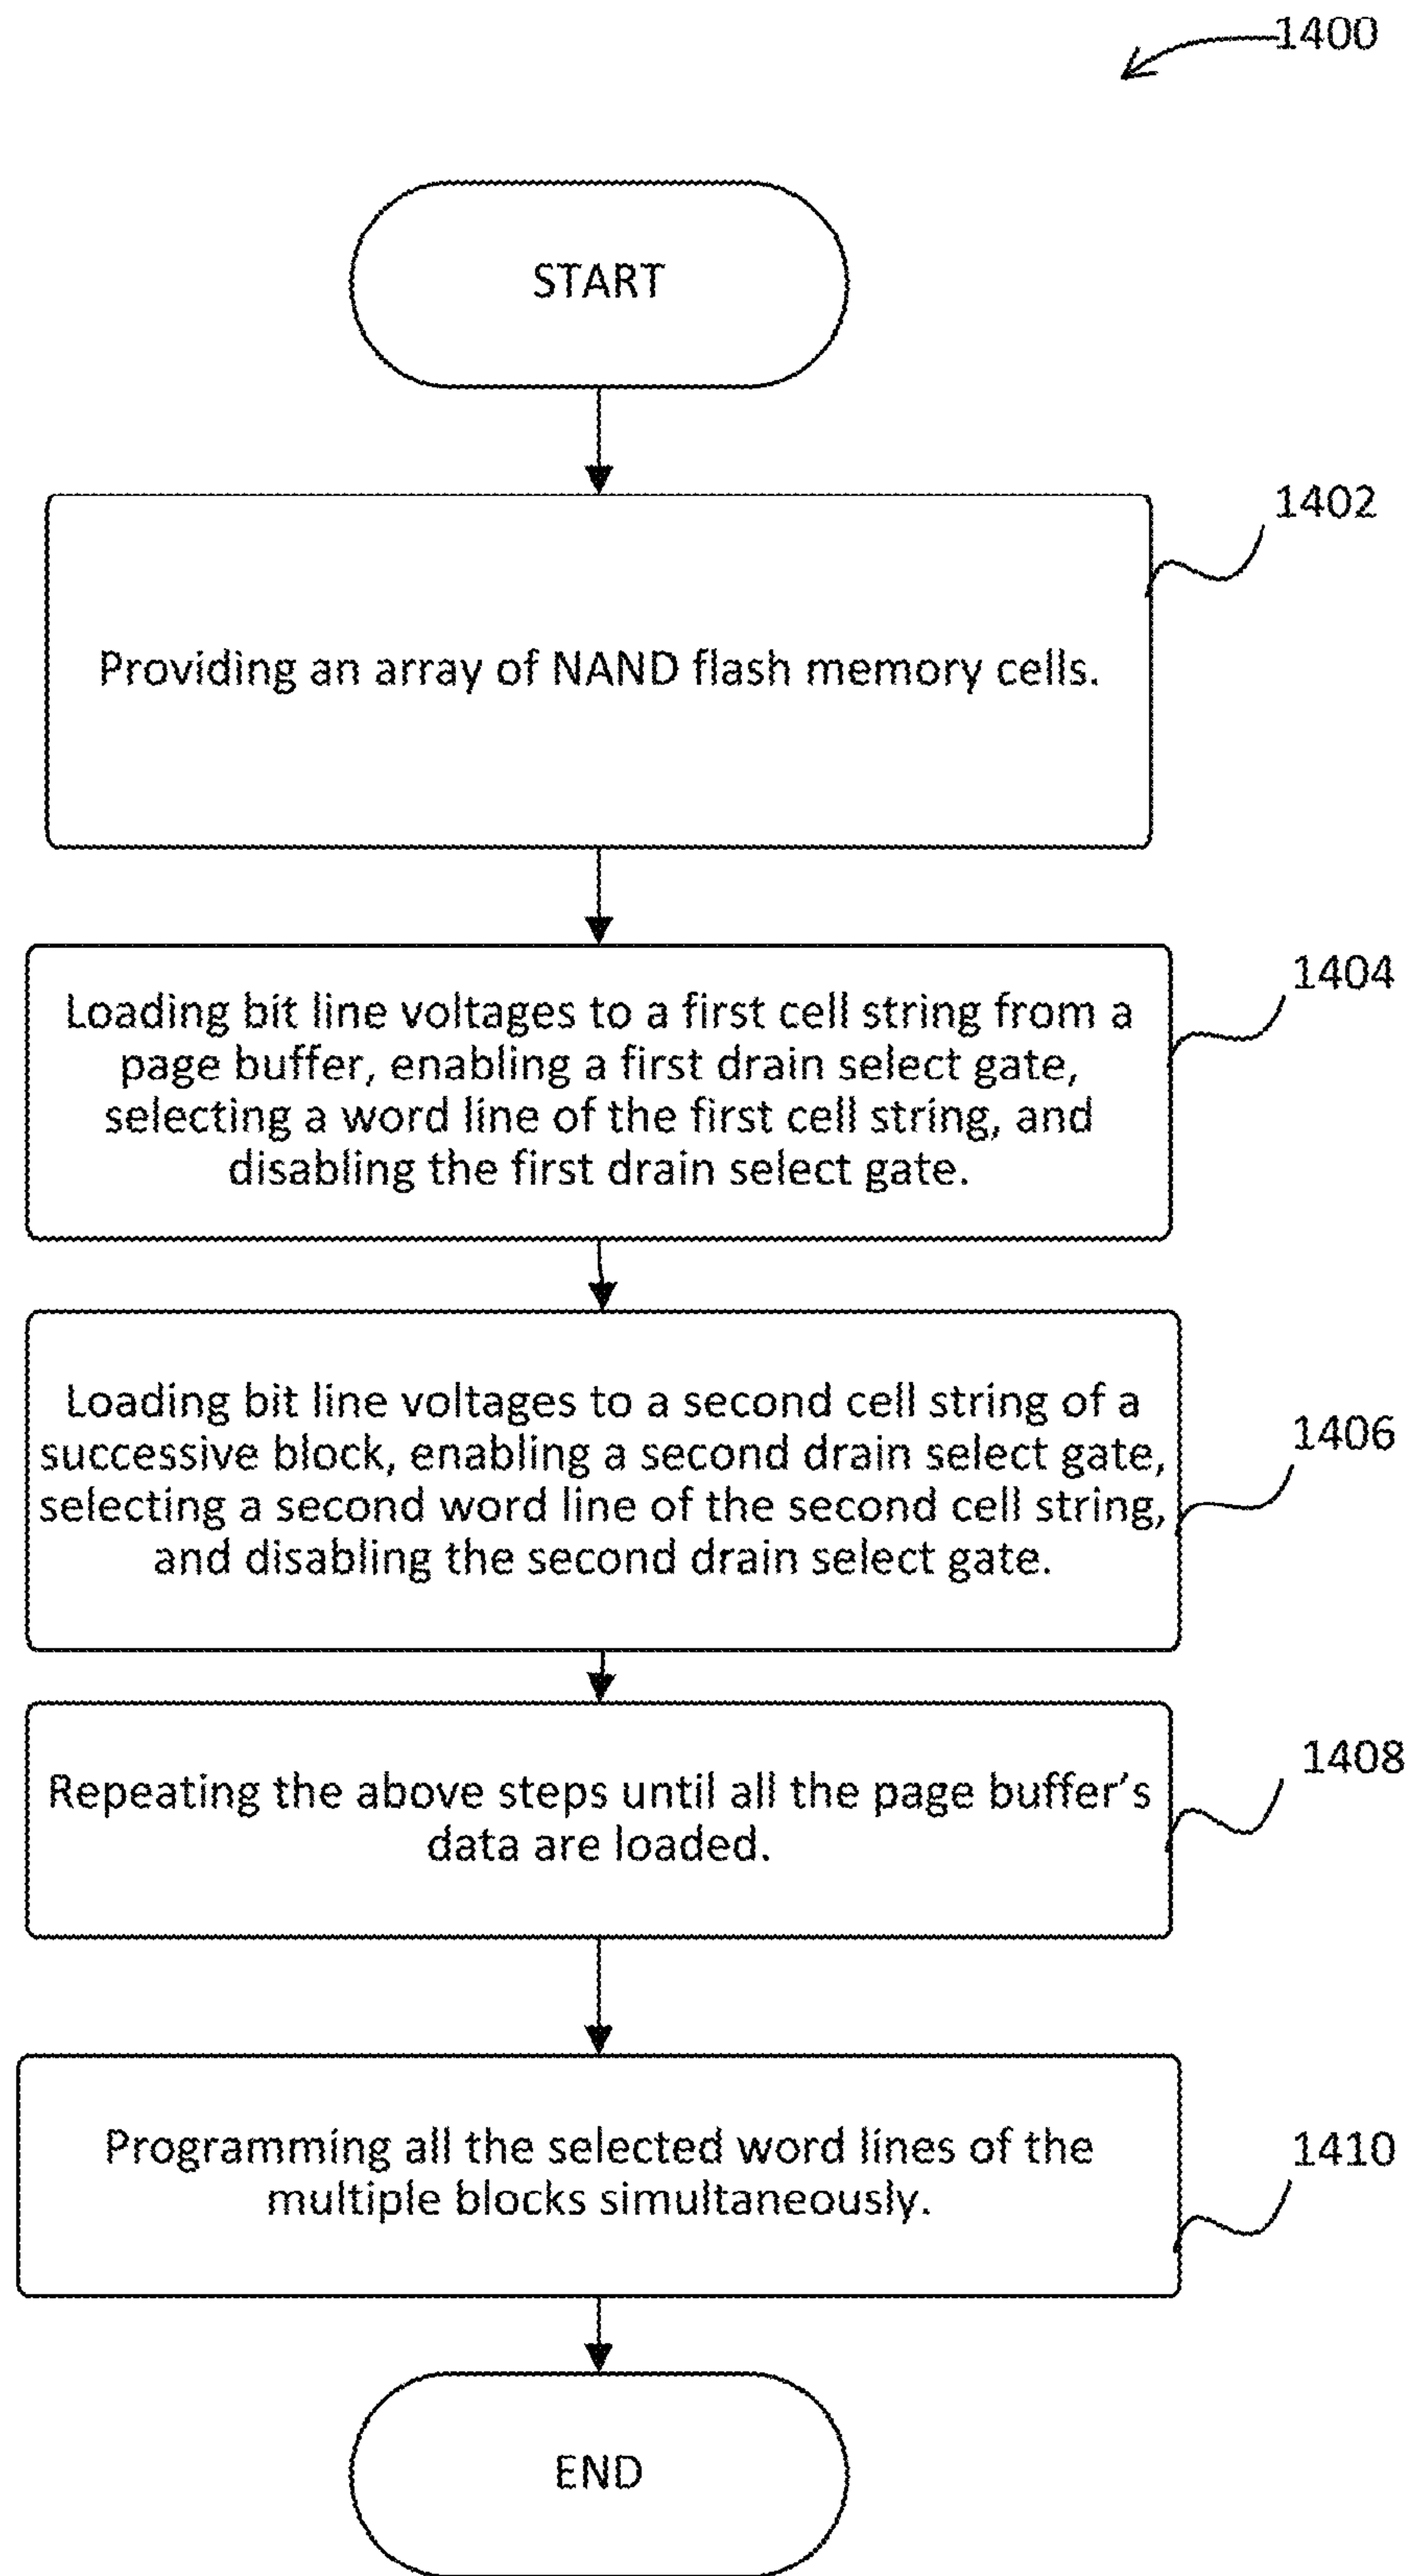 1400
START
1402
Providing an array of NAND flash memory cells.
1404
Loading bit line voltages to a first cell string from a
page buffer, enabling a first drain select gate,
selecting a word line of the first cell string, and
disabling the first drain select gate.
1406
Loading bit line voltages to a second cell string of a
successive block, enabling a second drain select gate,
selecting a second word line of the second cell string,
and disabling the second drain select gate.
1408
Repeating the above steps until all the page buffer's
data are loaded.
1410
Programming all the selected word lines of the
multiple blocks simultaneously.
END